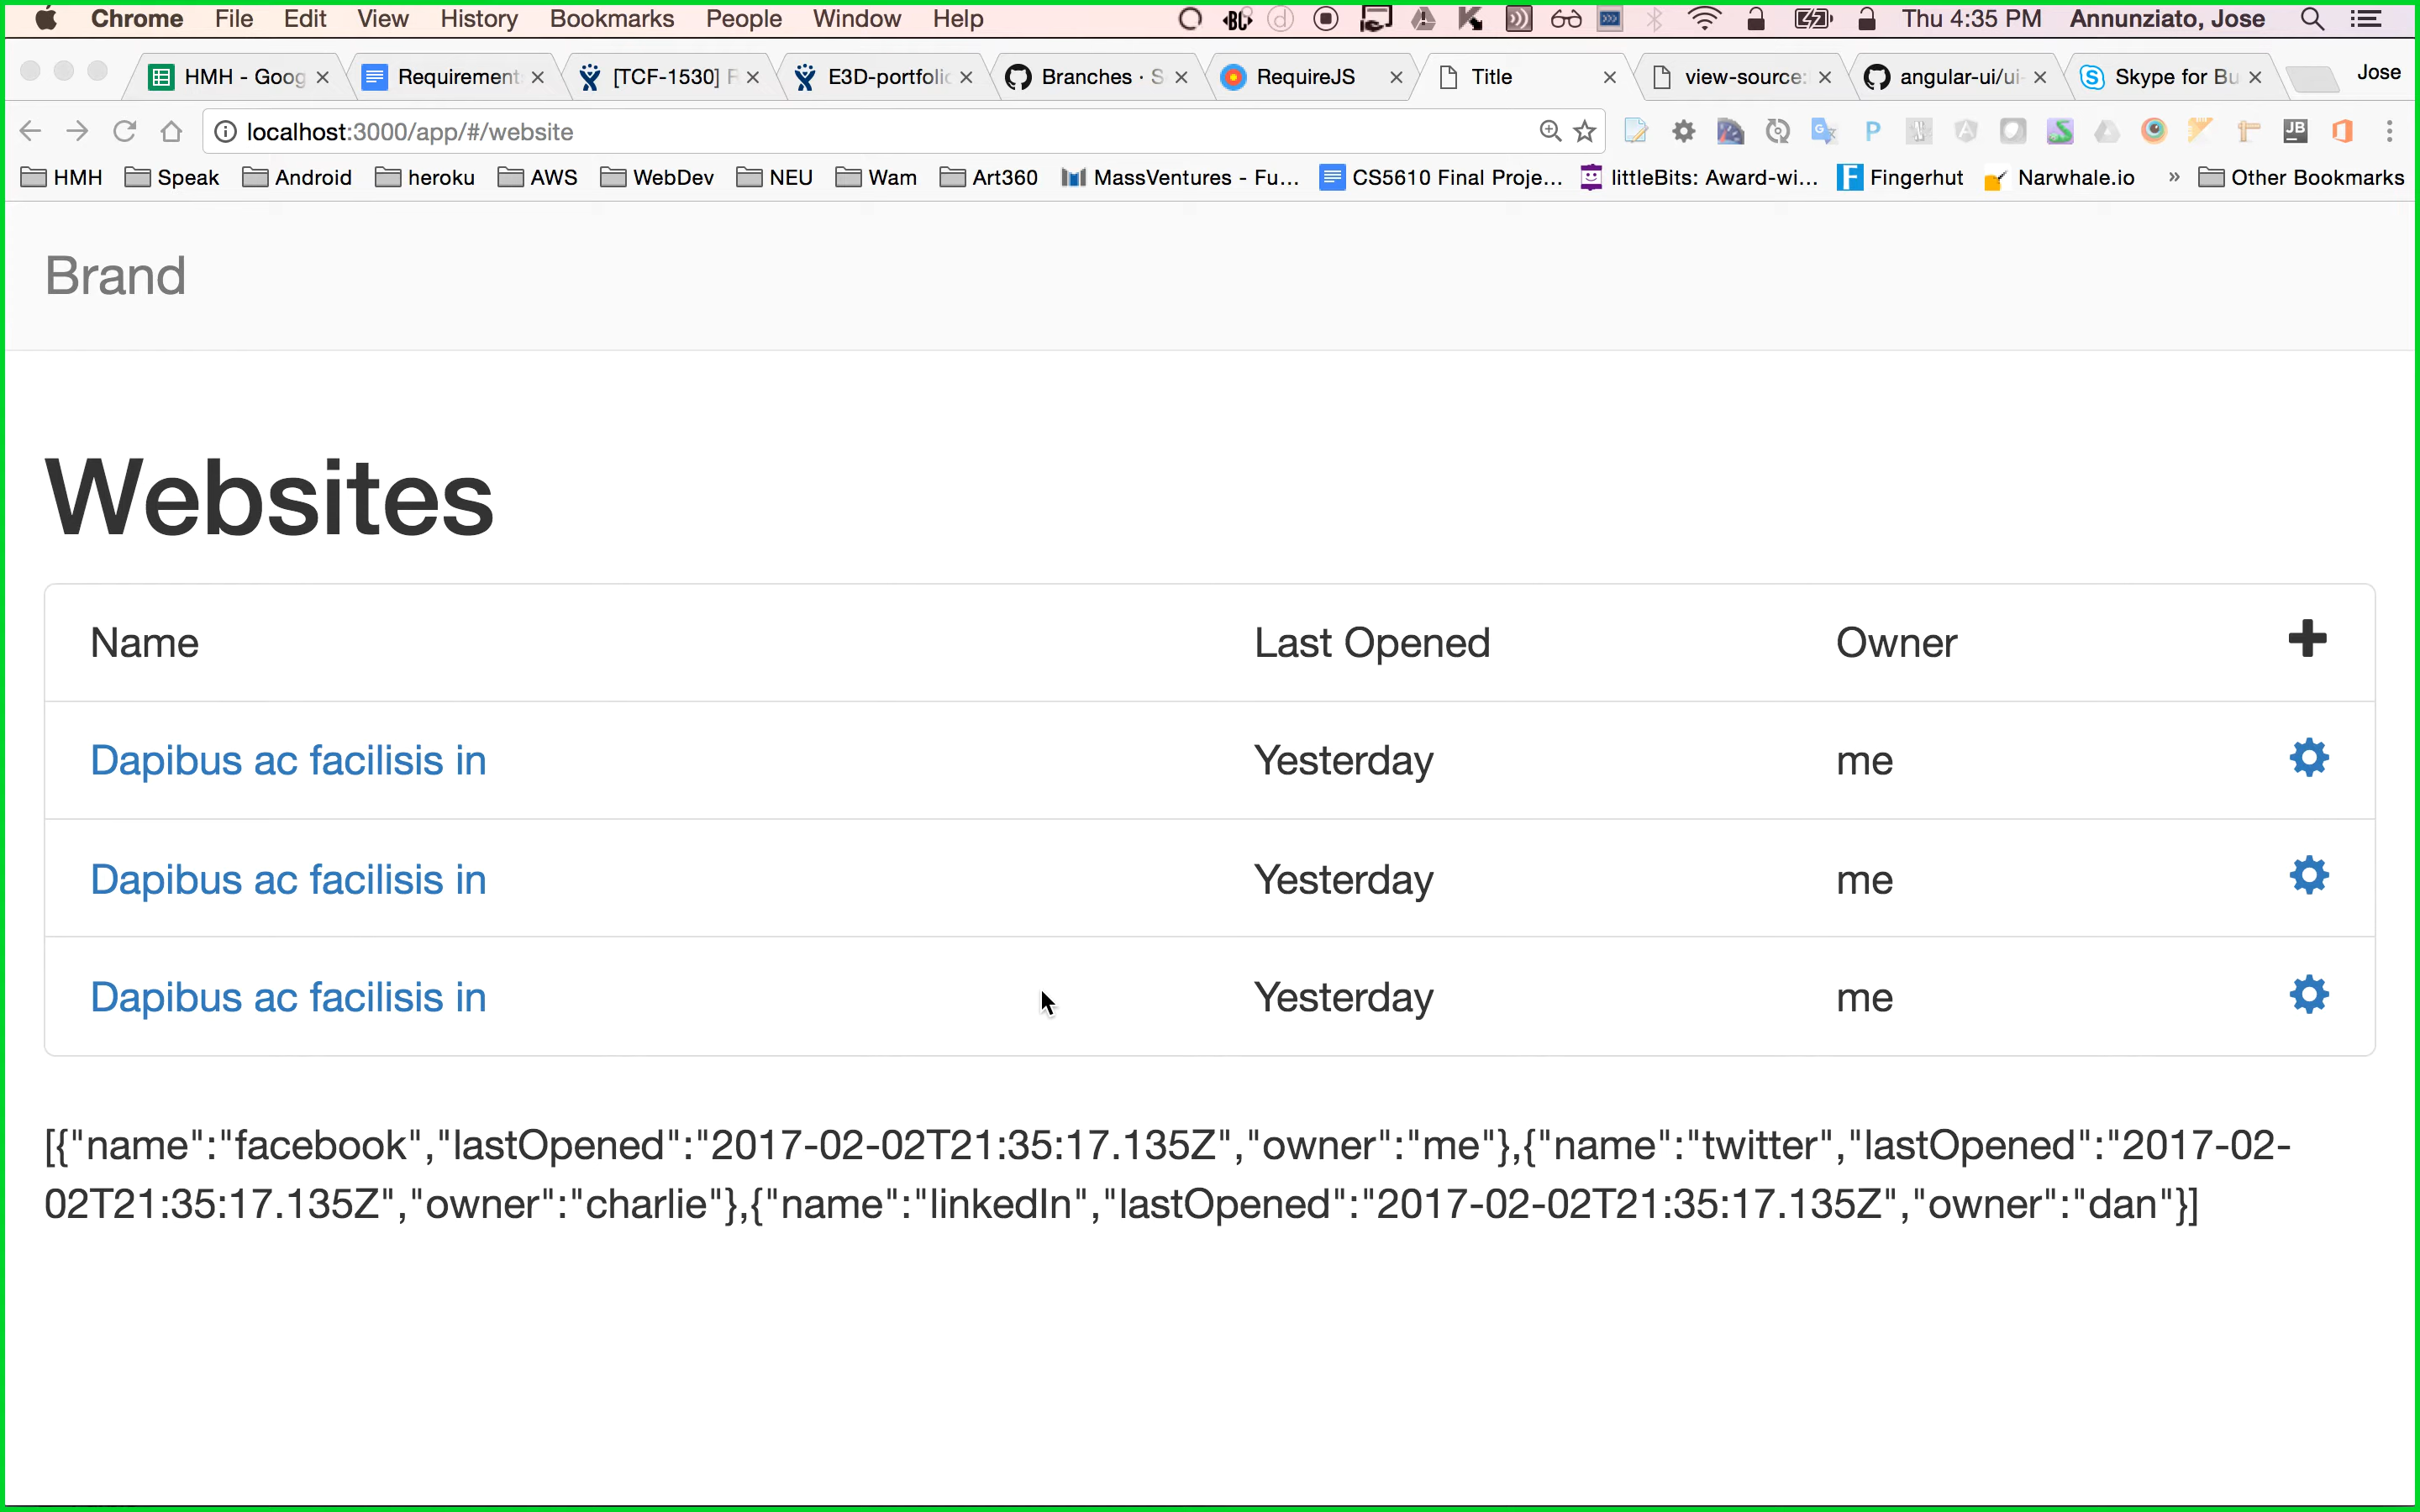 Chrome File Edit View History Bookmarks People Window Help Thu 4:35 PM Annunziato, Jose
HMH - Goog Requirement [TCF-1530] F E3D-portfolio Branches · S RequireJS Title view-source: angular-ui/ui- Skype for Bu Jose
localhost:3000/app/#/website
HMH Speak Android heroku AWS WebDev NEU Wam Art360 MassVentures - Fu... CS5610 Final Proje... littleBits: Award-wi... Fingerhut Narwhale.io » Other Bookmarks
Brand
Websites
Name Last Opened Owner
Dapibus ac facilisis in Yesterday me
Dapibus ac facilisis in Yesterday me
Dapibus ac facilisis in Yesterday me
[{"name":"facebook","lastOpened":"2017-02-02T21:35:17.135Z","owner":"me"},{"name":"twitter","lastOpened":"2017-02-
02T21:35:17.135Z","owner":"charlie"},{"name":"linkedIn","lastOpened":"2017-02-02T21:35:17.135Z","owner":"dan"}]